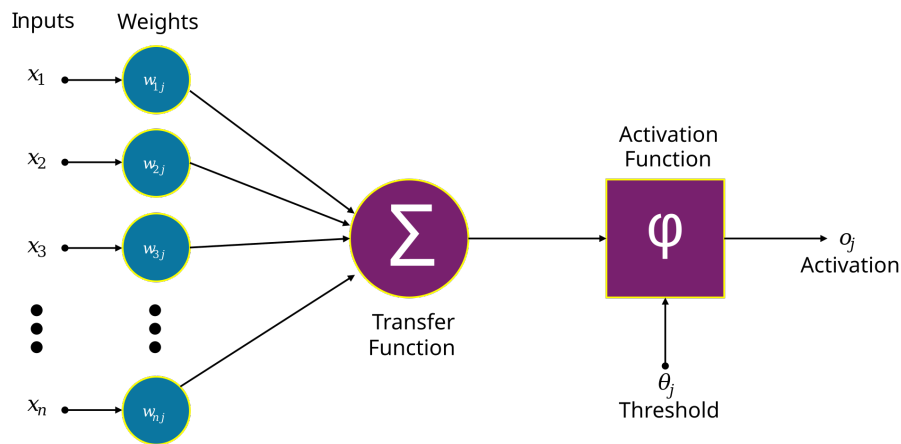 Inputs
Weights
x1
w1j
x2
w2j
x3
w3j
xn
wnj
Σ
Transfer
Function
Activation
Function
φ
θj
Threshold
oj
Activation